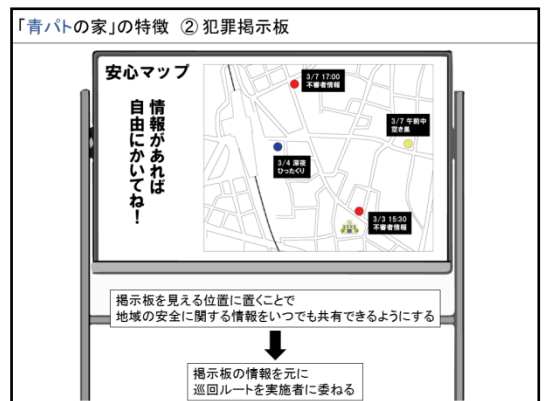 「青パトの家」の特徴 ② 犯罪掲示板
安心マップ
情報があれば
自由にかいてね！
3/7 17:00
不審者情報
3/7 午前中
空き巣
3/4 深夜
ひったくり
3/3 15:30
不審者情報
掲示板を見える位置に置くことで
地域の安全に関する情報をいつでも共有できるようにする
掲示板の情報を元に
巡回ルートを実施者に委ねる